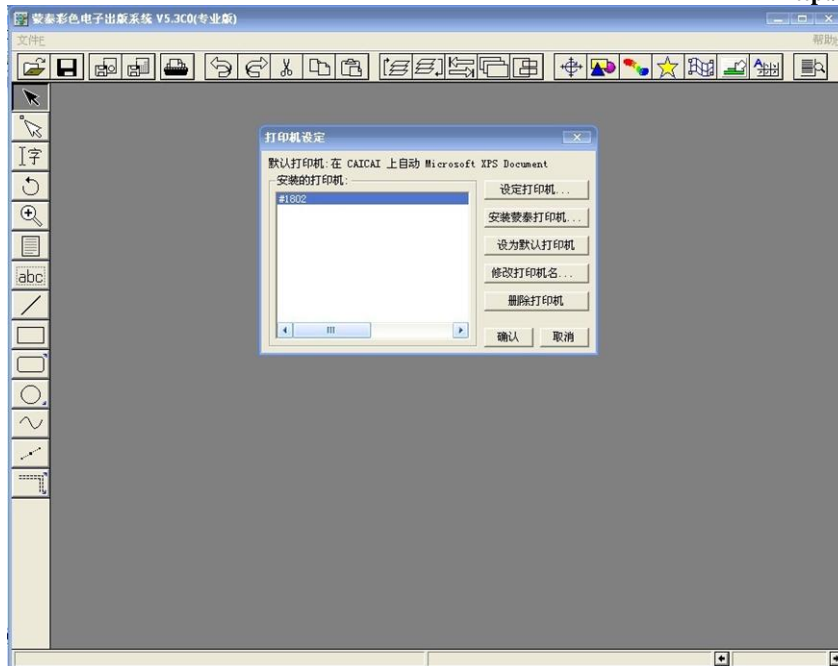 蒙泰彩色电子出版系统 V5.3C0(专业版)
文件E
帮助
字
abc
打印机设定
默认打印机:在 CAICAI 上自动 Microsoft XPS Document
安装的打印机:
#1802
设定打印机...
安装蒙泰打印机...
设为默认打印机
修改打印机名...
删除打印机
确认
取消